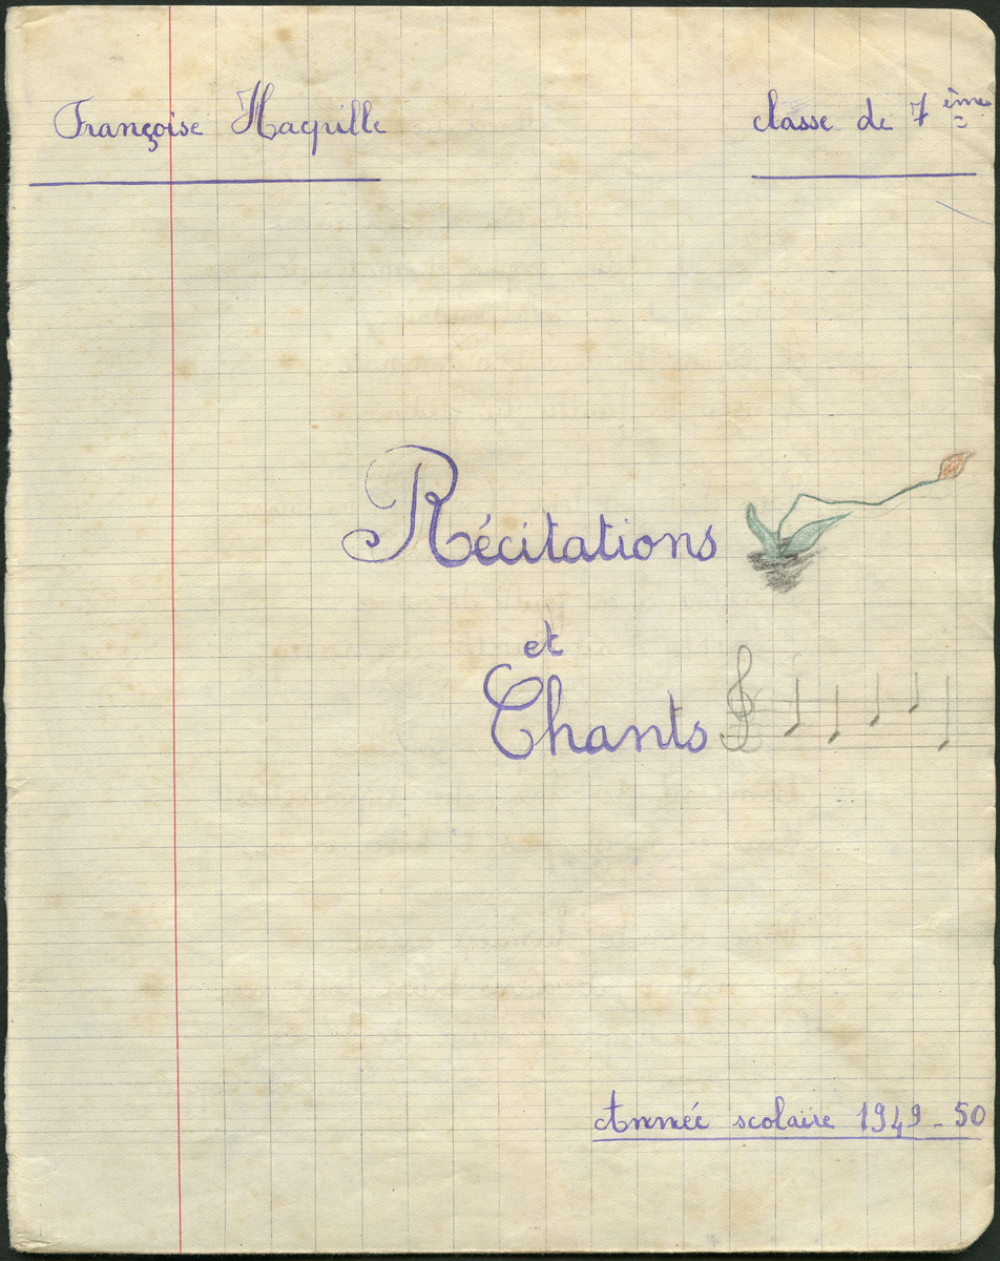 Françoise Haquille classe de 7ème
Récitations
et
Chants
Année scolaire 1949-50